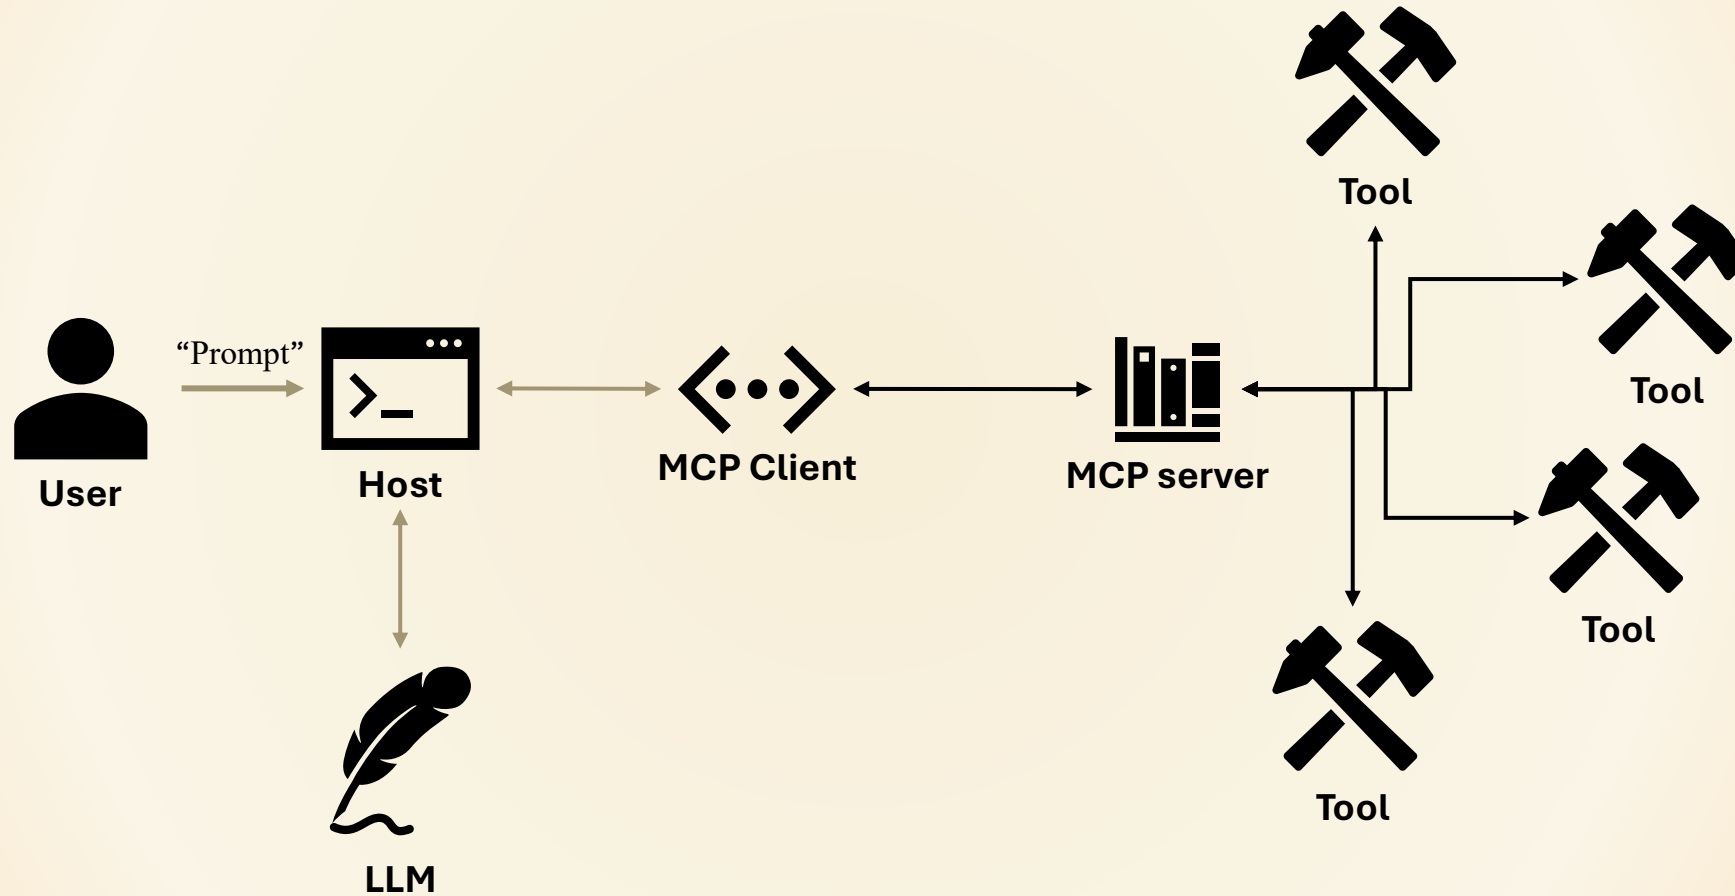 Tool
“Prompt”
Tool
MCP Client
MCP server
Host
User
Tool
Tool
LLM